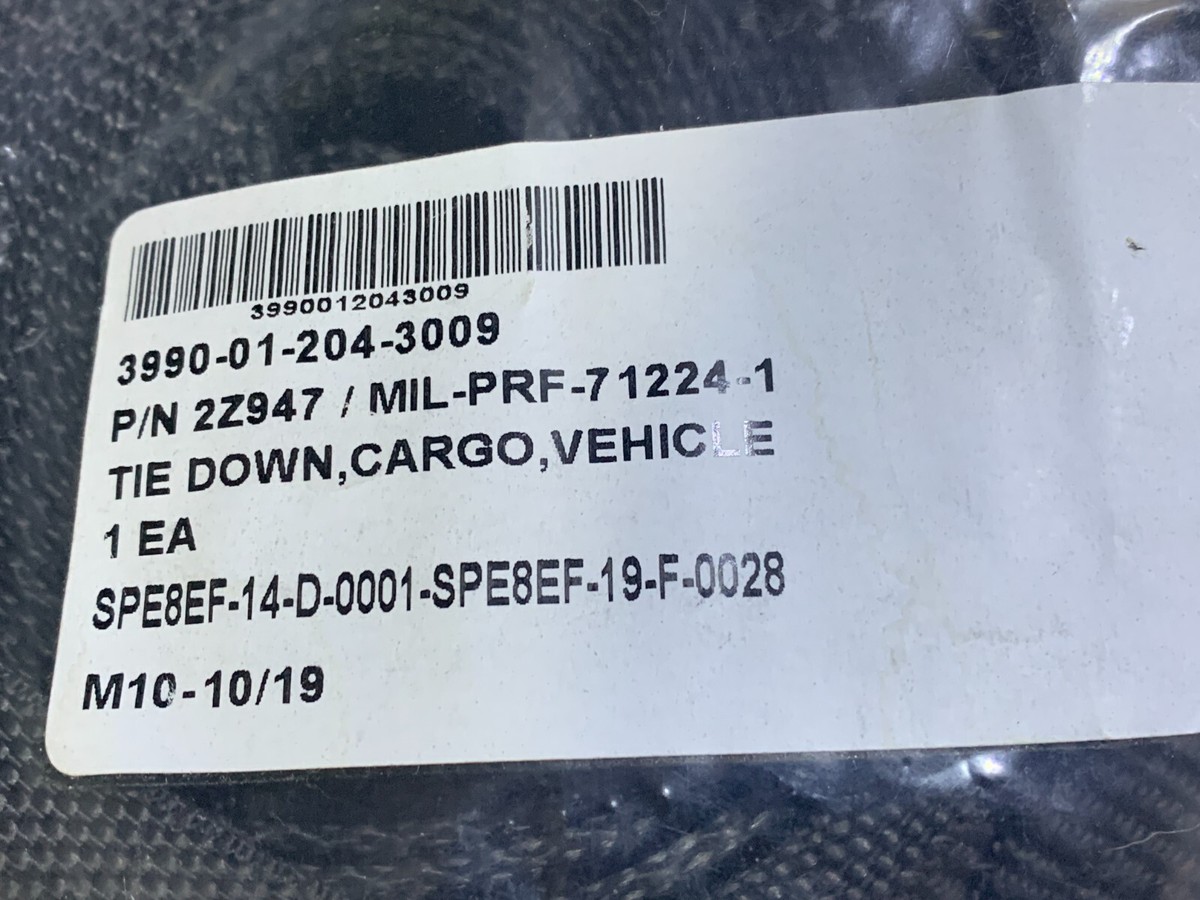 3990012043009
3990-01-204-3009
P/N 2Z947 / MIL-PRF-71224-1
TIE DOWN,CARGO,VEHICLE
1 EA
SPE8EF-14-D-0001-SPE8EF-19-F-0028
M10-10/19